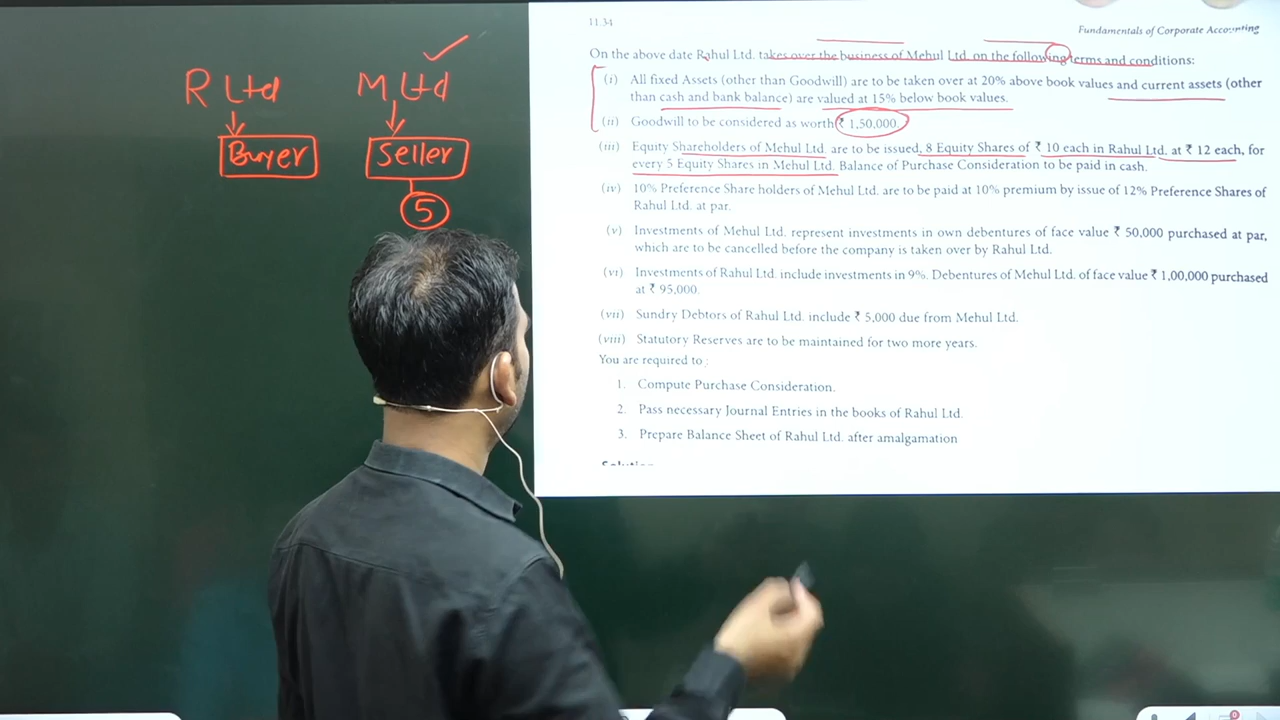 R Ltd
M Ltd
Buyer
Seller
5
11.34
Fundamentals of Corporate Accounting
On the above date Rahul Ltd. takes over the business of Mehul Ltd. on the following terms and conditions:
(i) All fixed Assets (other than Goodwill) are to be taken over at 20% above book values and current assets (other
than cash and bank balance) are valued at 15% below book values.
(ii) Goodwill to be considered as worth ₹ 1,50,000.
(iii) Equity Shareholders of Mehul Ltd. are to be issued, 8 Equity Shares of ₹ 10 each in Rahul Ltd. at ₹ 12 each, for
every 5 Equity Shares in Mehul Ltd. Balance of Purchase Consideration to be paid in cash.
(iv) 10% Preference Share holders of Mehul Ltd. are to be paid at 10% premium by issue of 12% Preference Shares of
Rahul Ltd. at par.
(v) Investments of Mehul Ltd. represent investments in own debentures of face value ₹ 50,000 purchased at par,
which are to be cancelled before the company is taken over by Rahul Ltd.
(vi) Investments of Rahul Ltd. include investments in 9%. Debentures of Mehul Ltd. of face value ₹ 1,00,000 purchased
at ₹ 95,000.
(vii) Sundry Debtors of Rahul Ltd. include ₹ 5,000 due from Mehul Ltd.
(viii) Statutory Reserves are to be maintained for two more years.
You are required to :
1. Compute Purchase Consideration.
2. Pass necessary Journal Entries in the books of Rahul Ltd.
3. Prepare Balance Sheet of Rahul Ltd. after amalgamation